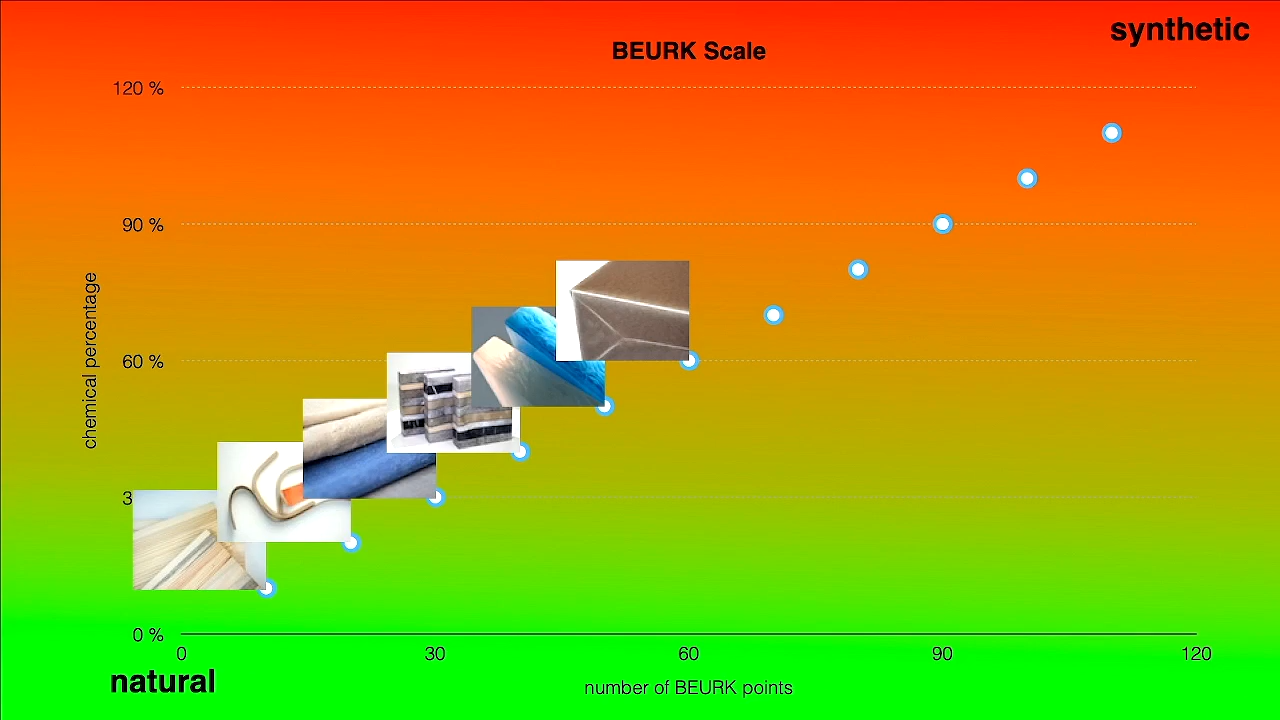 synthetic
BEURK Scale
120 %
90 %
60 %
3
0 %
chemical percentage
0 30 60 90 120
natural
number of BEURK points